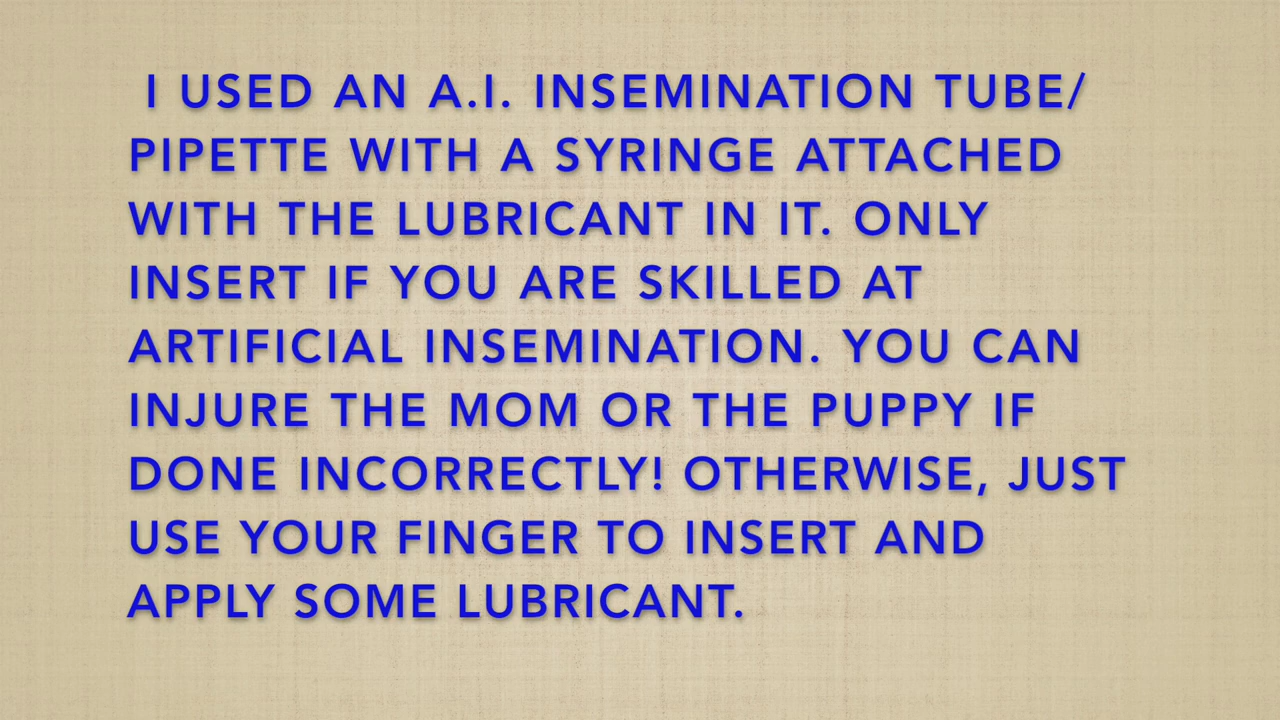 I USED AN A.I. INSEMINATION TUBE/
PIPETTE WITH A SYRINGE ATTACHED
WITH THE LUBRICANT IN IT. ONLY
INSERT IF YOU ARE SKILLED AT
ARTIFICIAL INSEMINATION. YOU CAN
INJURE THE MOM OR THE PUPPY IF
DONE INCORRECTLY! OTHERWISE, JUST
USE YOUR FINGER TO INSERT AND
APPLY SOME LUBRICANT.